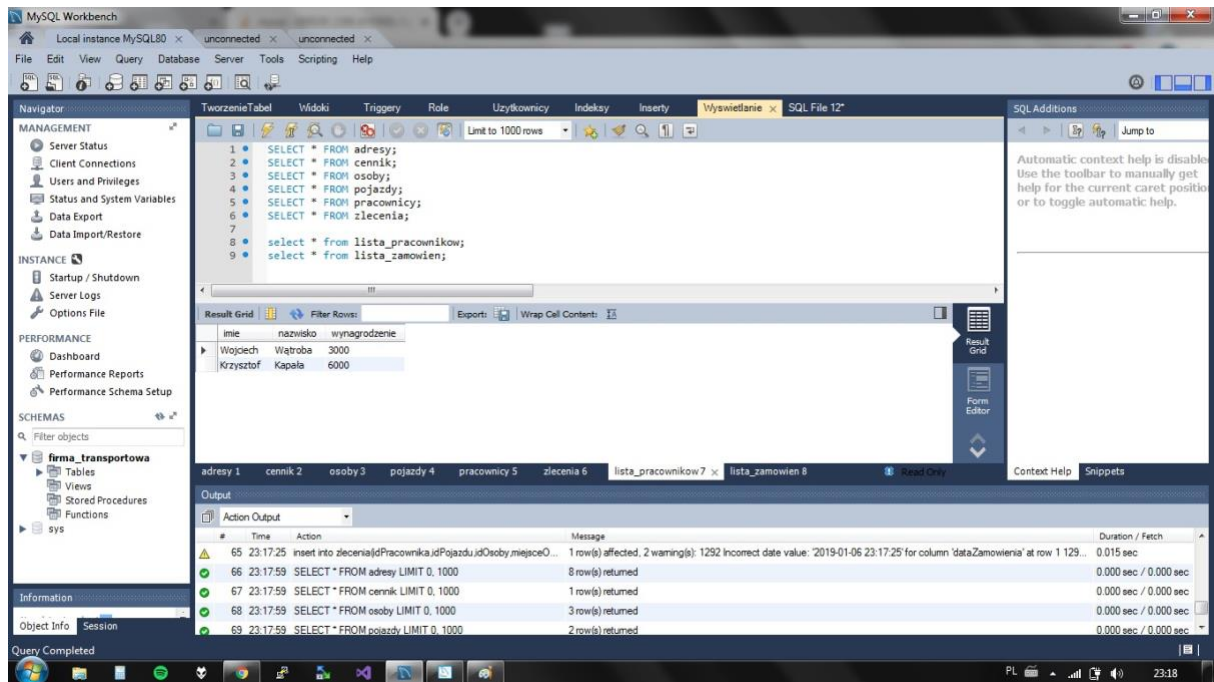 MySQL Workbench
Local instance MySQL80 × unconnected × unconnected ×
File Edit View Query Database Server Tools Scripting Help
Navigator
MANAGEMENT
Server Status
Client Connections
Users and Privileges
Status and System Variables
Data Export
Data Import/Restore
INSTANCE
Startup / Shutdown
Server Logs
Options File
PERFORMANCE
Dashboard
Performance Reports
Performance Schema Setup
SCHEMAS
Filter objects
firma_transportowa
Tables
Views
Stored Procedures
Functions
sys
Information
Object Info Session
TworzenieTabel Widoki Triggery Role Uzytkownicy Indeksy Inserty Wyswietlanie × SQL File 12*
Limit to 1000 rows
1 SELECT * FROM adresy;
2 SELECT * FROM cennik;
3 SELECT * FROM osoby;
4 SELECT * FROM pojazdy;
5 SELECT * FROM pracownicy;
6 SELECT * FROM zlecenia;
7
8 select * from lista_pracownikow;
9 select * from lista_zamowien;
Result Grid Filter Rows: Export: Wrap Cell Content:
imie nazwisko wynagrodzenie
Wojciech Wątroba 3000
Krzysztof Kapała 6000
Result Grid
Form Editor
adresy 1 cennik 2 osoby 3 pojazdy 4 pracownicy 5 zlecenia 6 lista_pracownikow 7 × lista_zamowien 8 Read Only
SQL Additions
Jump to
Automatic context help is disable
Use the toolbar to manually get
help for the current caret positio
or to toggle automatic help.
Context Help Snippets
Output
Action Output
# Time Action Message Duration / Fetch
65 23:17:25 insert into zlecenia(idPracownika,idPojazdu,idOsoby,miejsceO... 1 row(s) affected, 2 warning(s): 1292 Incorrect date value: '2019-01-06 23:17:25' for column 'dataZamowienia' at row 1 129... 0.015 sec
66 23:17:59 SELECT * FROM adresy LIMIT 0, 1000 8 row(s) returned 0.000 sec / 0.000 sec
67 23:17:59 SELECT * FROM cennik LIMIT 0, 1000 1 row(s) returned 0.000 sec / 0.000 sec
68 23:17:59 SELECT * FROM osoby LIMIT 0, 1000 3 row(s) returned 0.000 sec / 0.000 sec
69 23:17:59 SELECT * FROM pojazdy LIMIT 0, 1000 2 row(s) returned 0.000 sec / 0.000 sec
Query Completed
PL 23:18